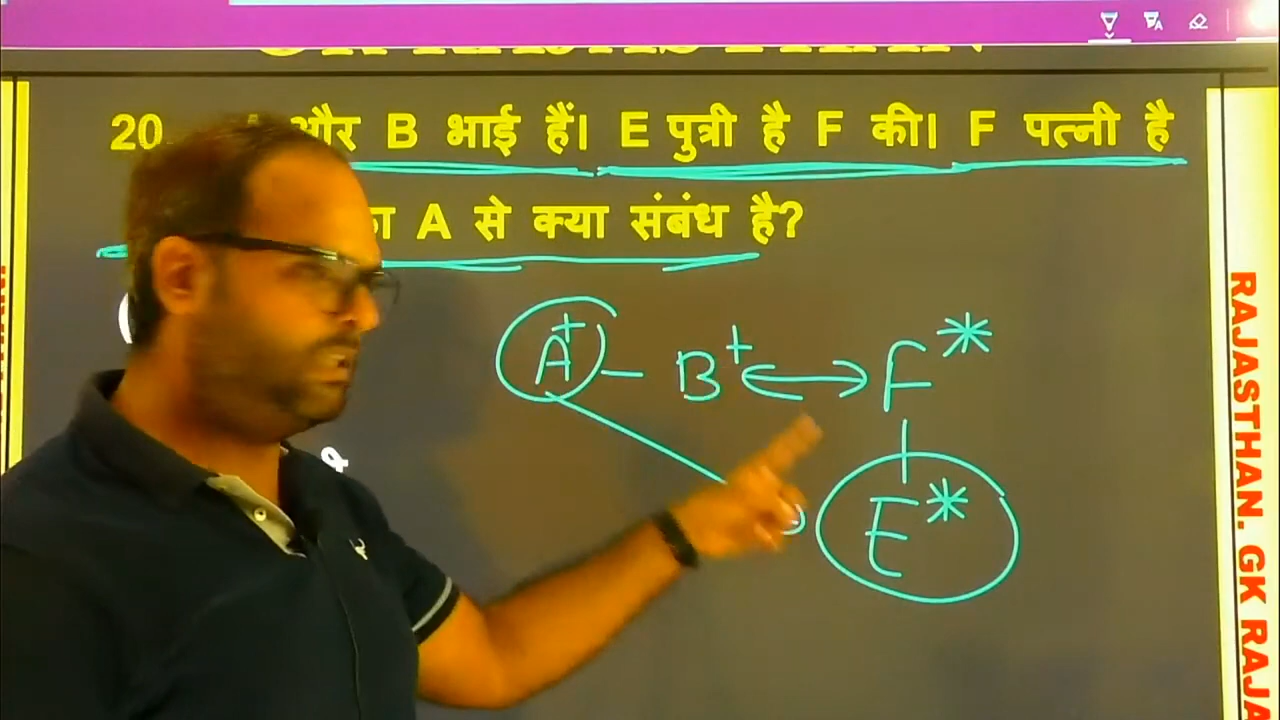 20. और B भाई हैं। E पुत्री है F की। F पत्नी है
A से क्या संबंध है?
A+ — B+ ↔ F*
E*
RAJASTHAN. GK RAJA